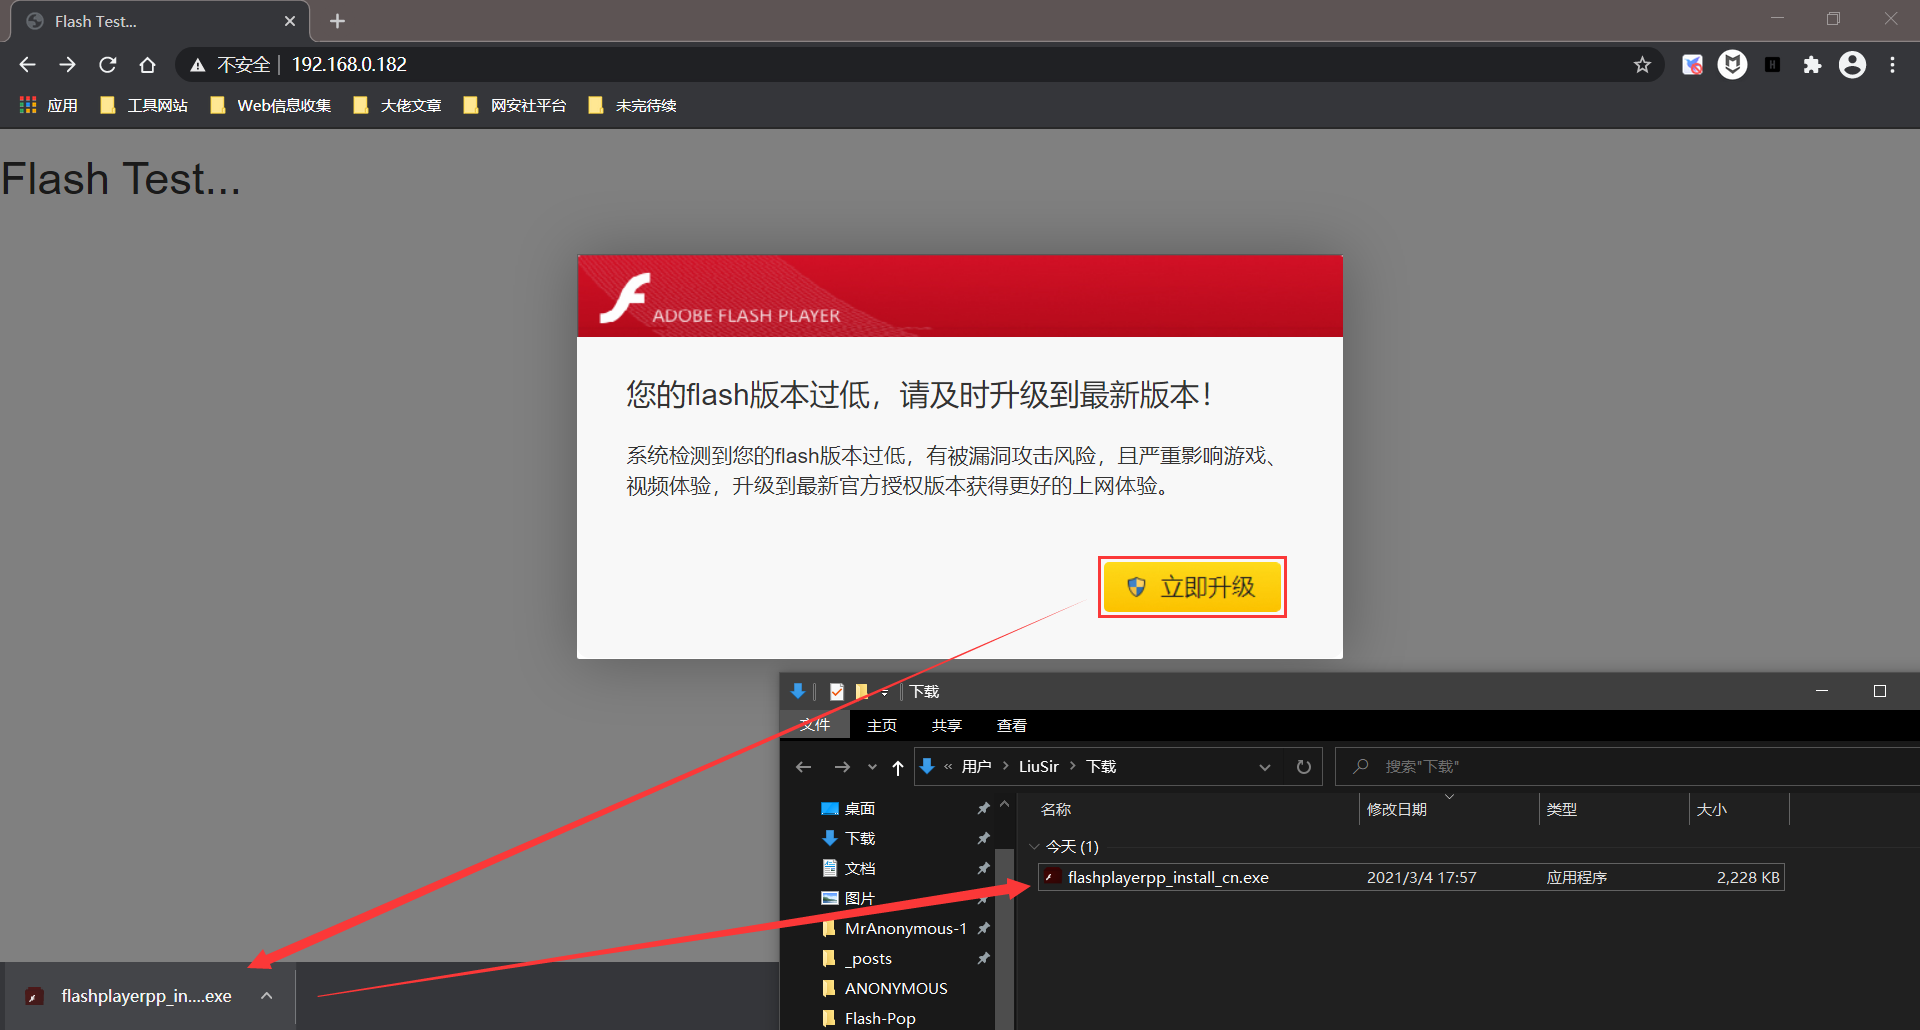 Flash Test...
不安全 | 192.168.0.182
应用 工具网站 Web信息收集 大佬文章 网安社平台 未完待续
Flash Test...
ADOBE FLASH PLAYER
您的flash版本过低，请及时升级到最新版本！
系统检测到您的flash版本过低，有被漏洞攻击风险，且严重影响游戏、
视频体验，升级到最新官方授权版本获得更好的上网体验。
立即升级
下载
文件 主页 共享 查看
« 用户 › LiuSir › 下载 搜索"下载"
名称 修改日期 类型 大小
今天 (1)
flashplayerpp_install_cn.exe 2021/3/4 17:57 应用程序 2,228 KB
桌面
下载
文档
图片
MrAnonymous-1
_posts
ANONYMOUS
Flash-Pop
flashplayerpp_in....exe